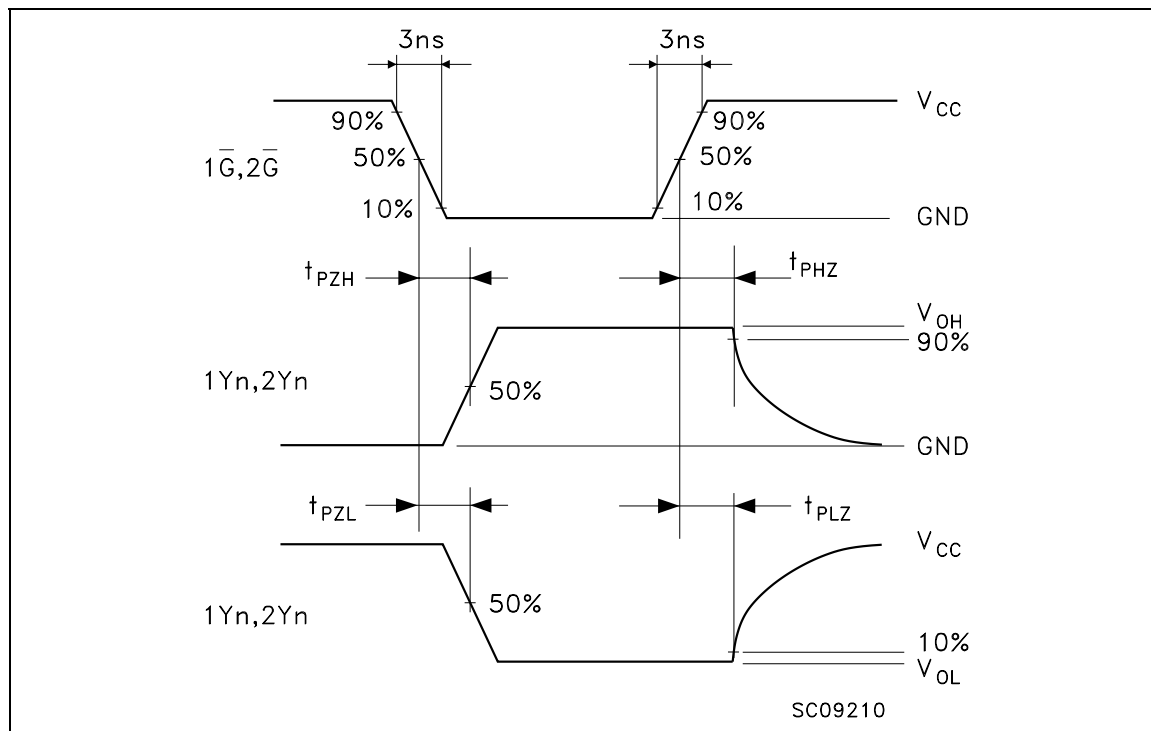 3ns 3ns
90% 90% V_CC
50% 50%
1G̅,2G̅
10% 10% GND
t_PZH t_PHZ
V_OH
90%
1Yn,2Yn 50%
GND
t_PZL t_PLZ
V_CC
1Yn,2Yn 50%
10%
V_OL
SC09210